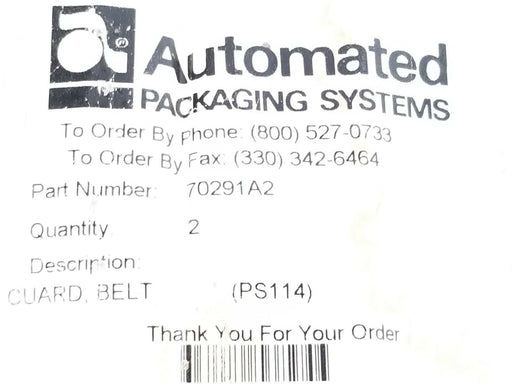 a® Automated
PACKAGING SYSTEMS
To Order By Phone: (800) 527-0733
To Order By Fax: (330) 342-6464
Part Number: 70291A2
Quantity 2
Description:
GUARD, BELT (PS114)
Thank You For Your Order